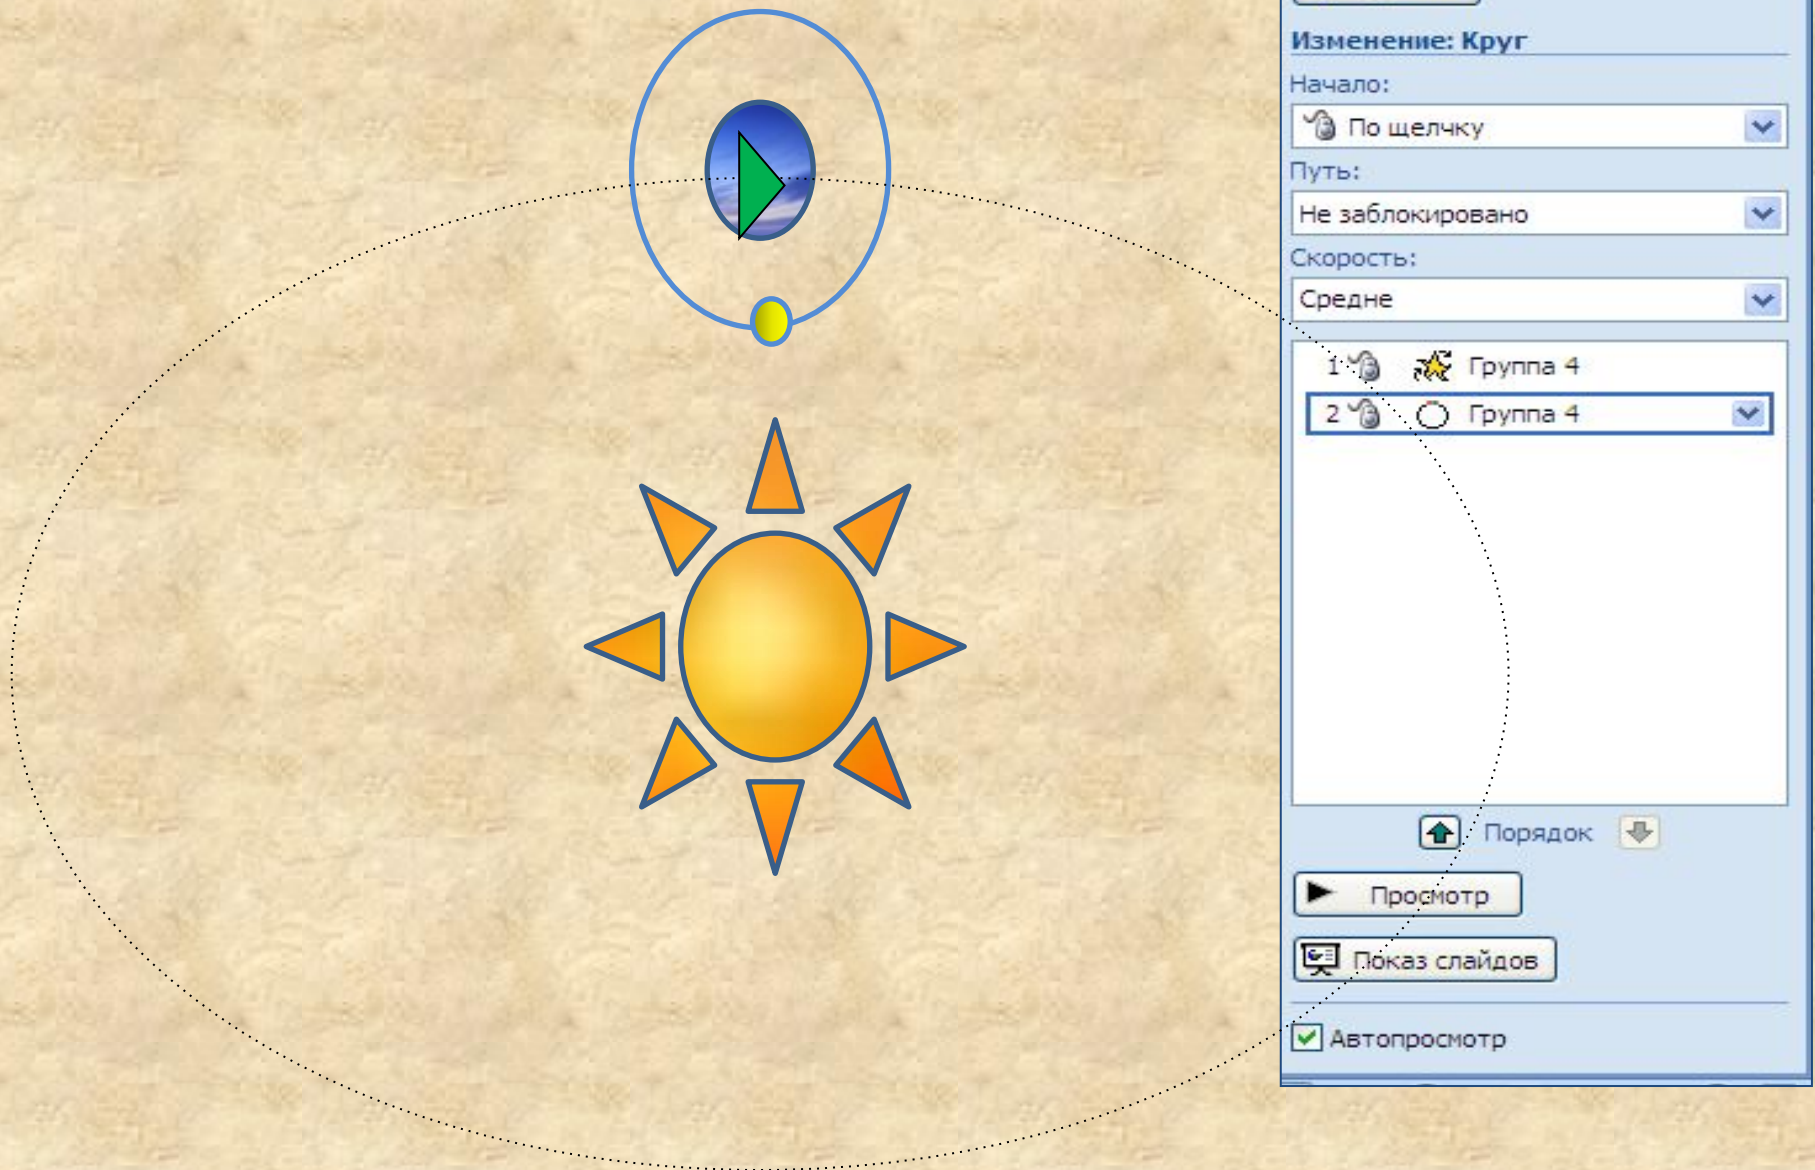 Изменение: Круг
Начало:
По щелчку
Путь:
Не заблокировано
Скорость:
Средне
1 Группа 4
2 Группа 4
Порядок
Просмотр
Показ слайдов
Автопросмотр